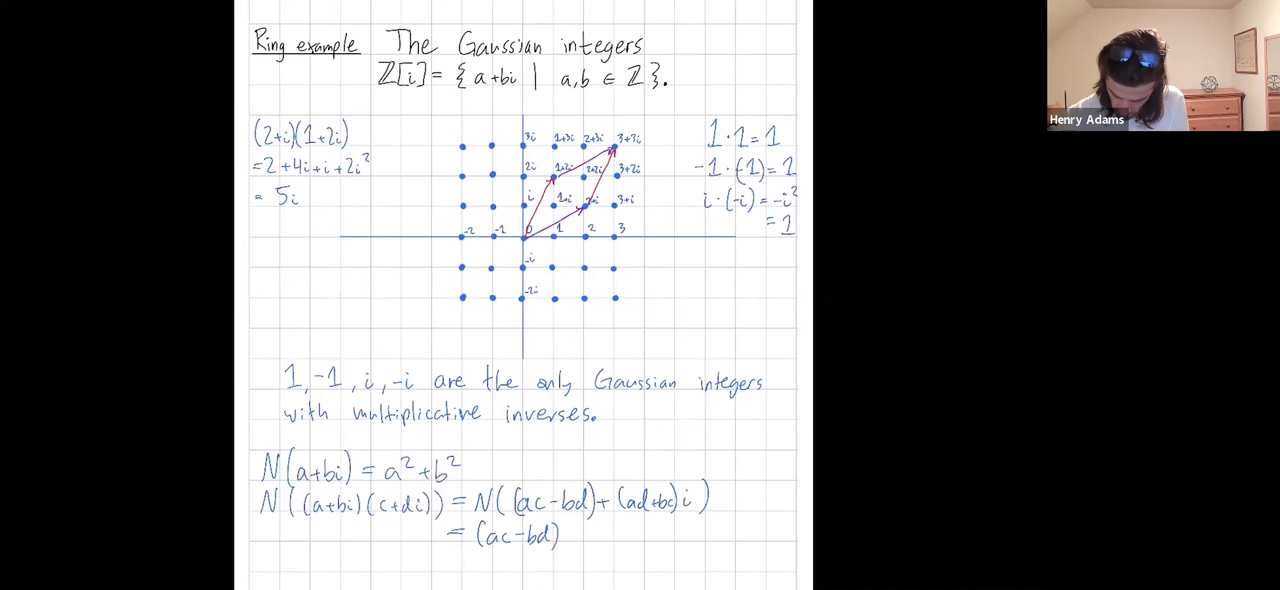 Ring example The Gaussian integers
ℤ[i] = { a+bi | a,b ∈ ℤ }.
(2+i)(1+2i)
= 2 + 4i + i + 2i²
= 5i
1 · 1 = 1
-1 · (-1) = 1
i · (-i) = -i²
= 1
3i 1+3i 2+3i 3+3i
2i 1+2i 2+2i 3+2i
i 1+i 2+i 3+i
-2 -1 0 1 2 3
-i
-2i
1, -1, i, -i are the only Gaussian integers
with multiplicative inverses.
N(a+bi) = a² + b²
N((a+bi)(c+di)) = N((ac-bd)+(ad+bc)i)
= (ac-bd)
Henry Adams